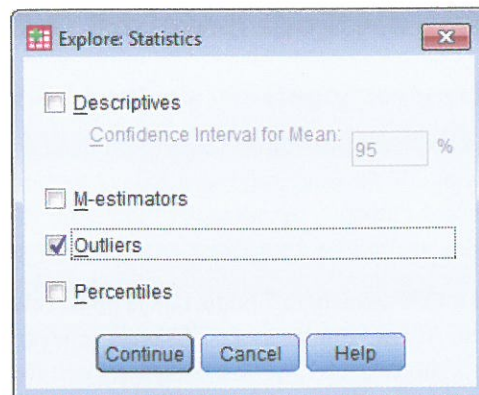 Explore: Statistics
Descriptives
Confidence Interval for Mean: 95 %
M-estimators
Outliers
Percentiles
Continue Cancel Help